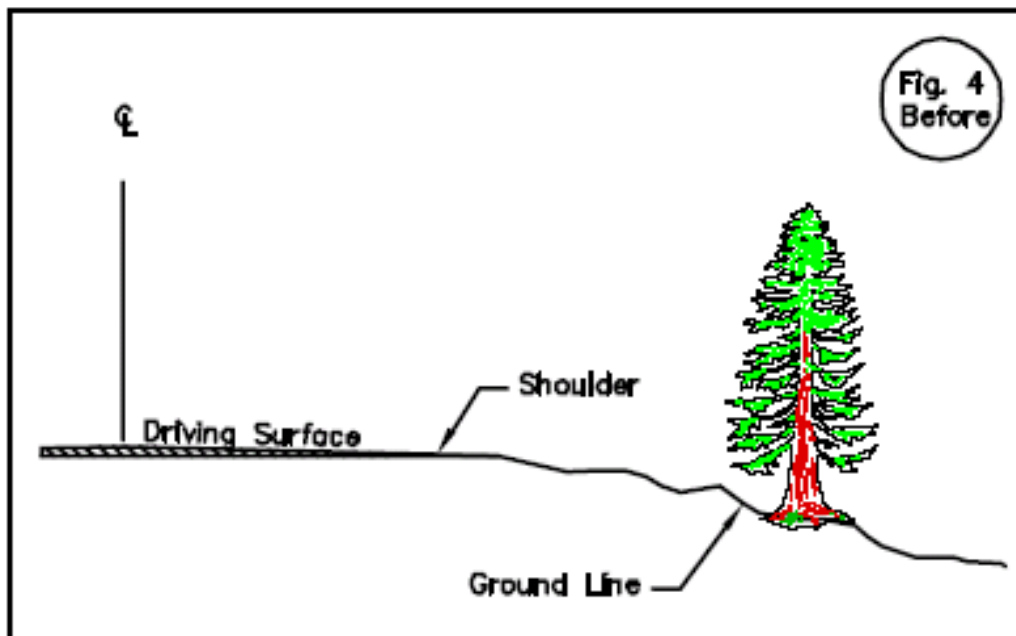 Fig. 4
Before
℄
Driving Surface
Shoulder
Ground Line